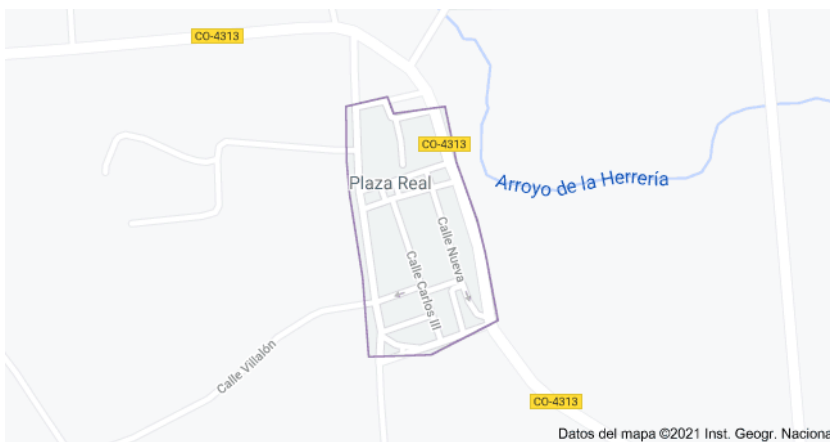 CO-4313
CO-4313
Plaza Real
Arroyo de la Herrería
Calle Nueva
Calle Carlos III
Calle Villalón
CO-4313
Datos del mapa ©2021 Inst. Geogr. Naciona